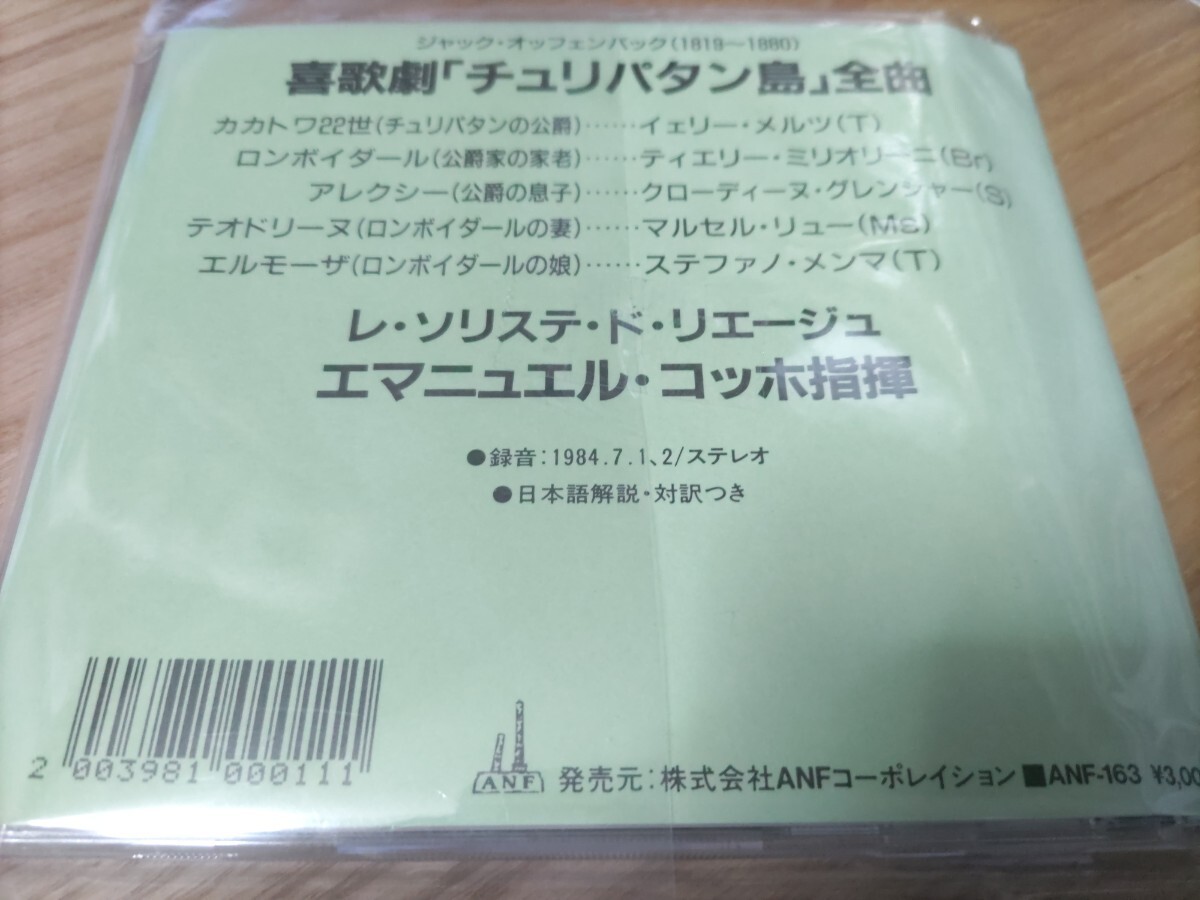 ジャック・オッフェンバック(1819〜1880)
喜歌劇「チュリパタン島」全曲
カカトワ22世(チュリパタンの公爵)……イェリー・メルツ(T)
ロンボイダール(公爵家の家老)……ティエリー・ミリオリーニ(Br)
アレクシー(公爵の息子)……クローディーヌ・グレンジャー(S)
テオドリーヌ(ロンボイダールの妻)……マルセル・リュー(Ms)
エルモーザ(ロンボイダールの娘)……ステファノ・メンマ(T)
レ・ソリステ・ド・リエージュ
エマニュエル・コッホ指揮
●録音:1984.7.1、2/ステレオ
●日本語解説・対訳つき
2 003981 000111
ANF 発売元:株式会社ANFコーポレイション ■ANF-163 ¥3,00